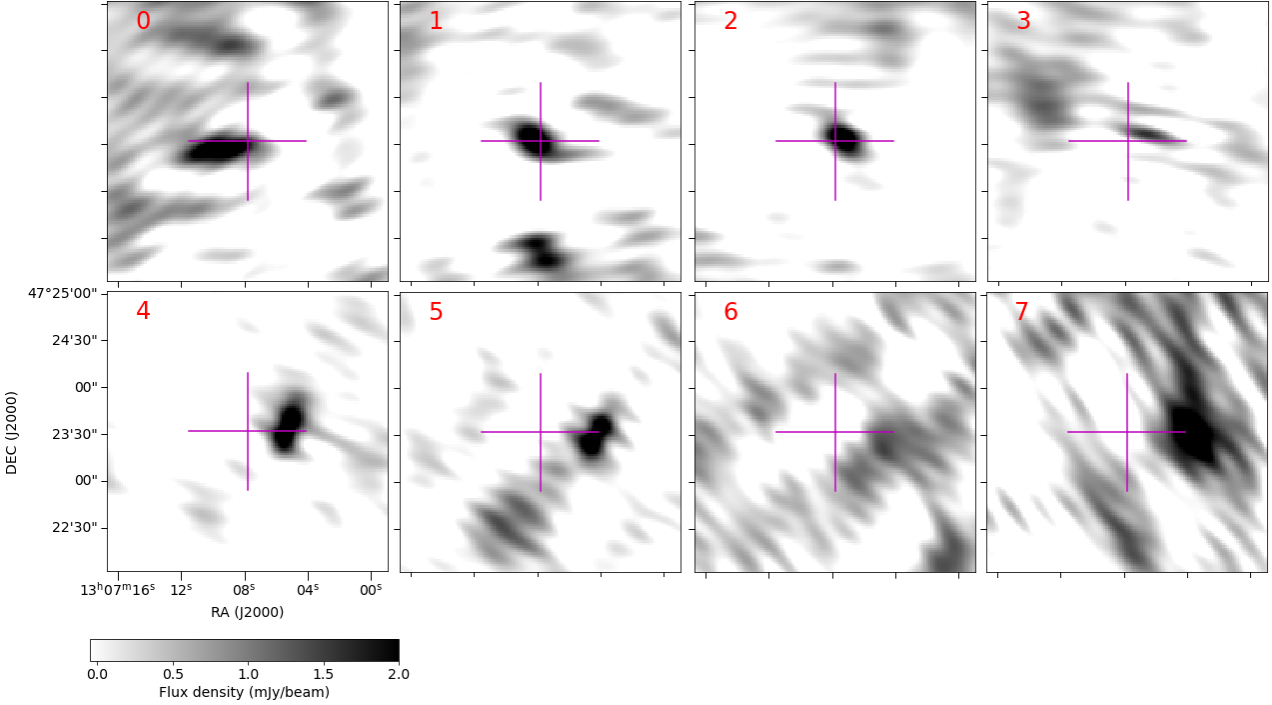 0
1
2
3
4
5
6
7
47°25'00"
24'30"
00"
23'30"
00"
22'30"
DEC (J2000)
13ʰ07ᵐ16ˢ 12ˢ 08ˢ 04ˢ 00ˢ
RA (J2000)
0.0 0.5 1.0 1.5 2.0
Flux density (mJy/beam)